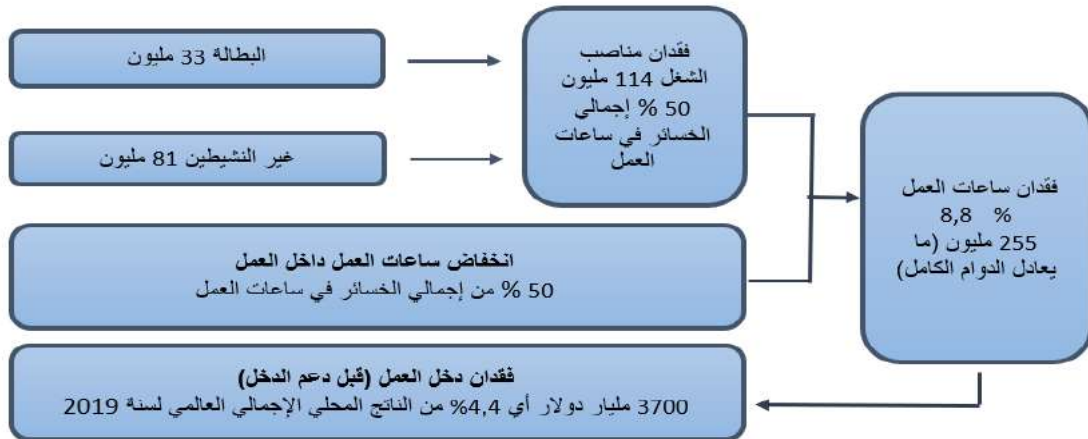 البطالة 33 مليون
غير النشيطين 81 مليون
فقدان مناصب
الشغل 114 مليون
50 % إجمالي
الخسائر في ساعات
العمل
انخفاض ساعات العمل داخل العمل
50 % من إجمالي الخسائر في ساعات العمل
فقدان ساعات العمل
% 8,8
255 مليون (ما
يعادل الدوام الكامل)
فقدان دخل العمل (قبل دعم الدخل)
3700 مليار دولار أي 4,4% من الناتج المحلي الإجمالي العالمي لسنة 2019